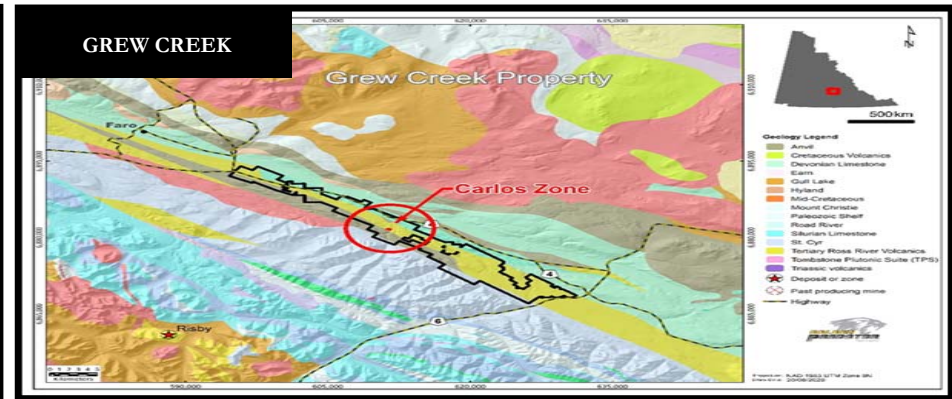 GREW CREEK
605,000 620,000 635,000
Grew Creek Property
Faro
Carlos Zone
4
6
Risby
590,000 605,000 620,000 635,000
Kilometers
500km
Geology Legend
Anvil
Cretaceous Volcanics
Devonian Limestone
Earn
Gull Lake
Hyland
Mid-Cretaceous
Mount Christie
Paleozoic Shelf
Road River
Silurian Limestone
St. Cyr
Tertiary Ross River Volcanics
Tombstone Plutonic Suite (TPS)
Triassic volcanics
Deposit or zone
Past producing mine
Highway